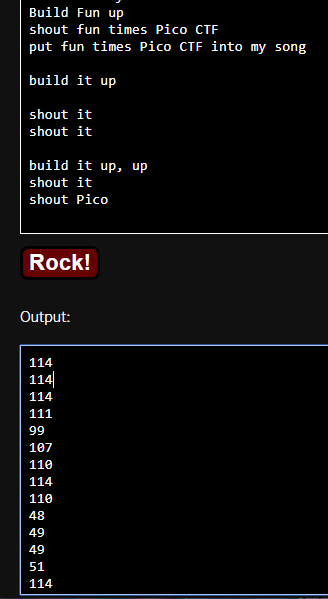 Build Fun up
shout fun times Pico CTF
put fun times Pico CTF into my song
build it up
shout it
shout it
build it up, up
shout it
shout Pico
Rock!
Output:
114
114
114
111
99
107
110
114
110
48
49
49
51
114